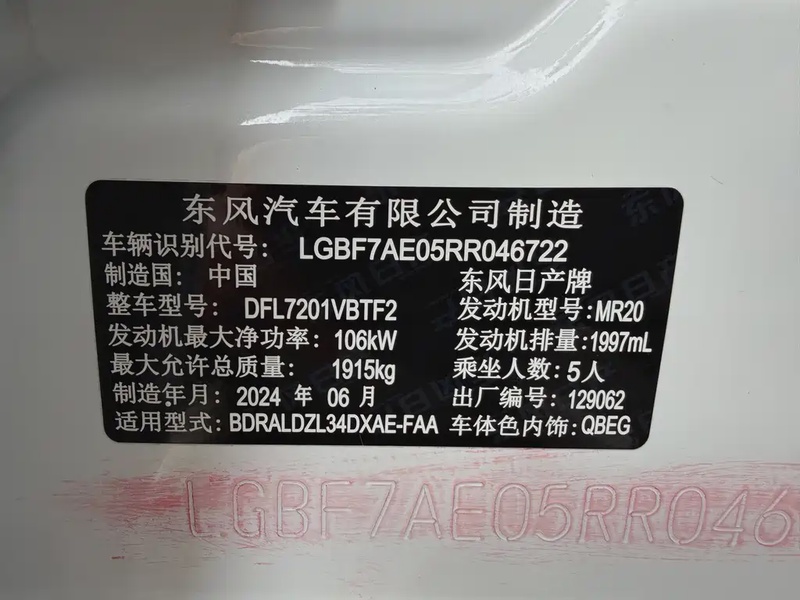 东风汽车有限公司制造
车辆识别代号: LGBF7AE05RR046722
制造国: 中国 东风日产牌
整车型号: DFL7201VBTF2 发动机型号: MR20
发动机最大净功率: 106kW 发动机排量: 1997mL
最大允许总质量: 1915kg 乘坐人数: 5人
制造年月: 2024 年 06 月 出厂编号: 129062
适用型式: BDRALDZL34DXAE-FAA 车体色内饰: QBEG
LGBF7AE05RR046